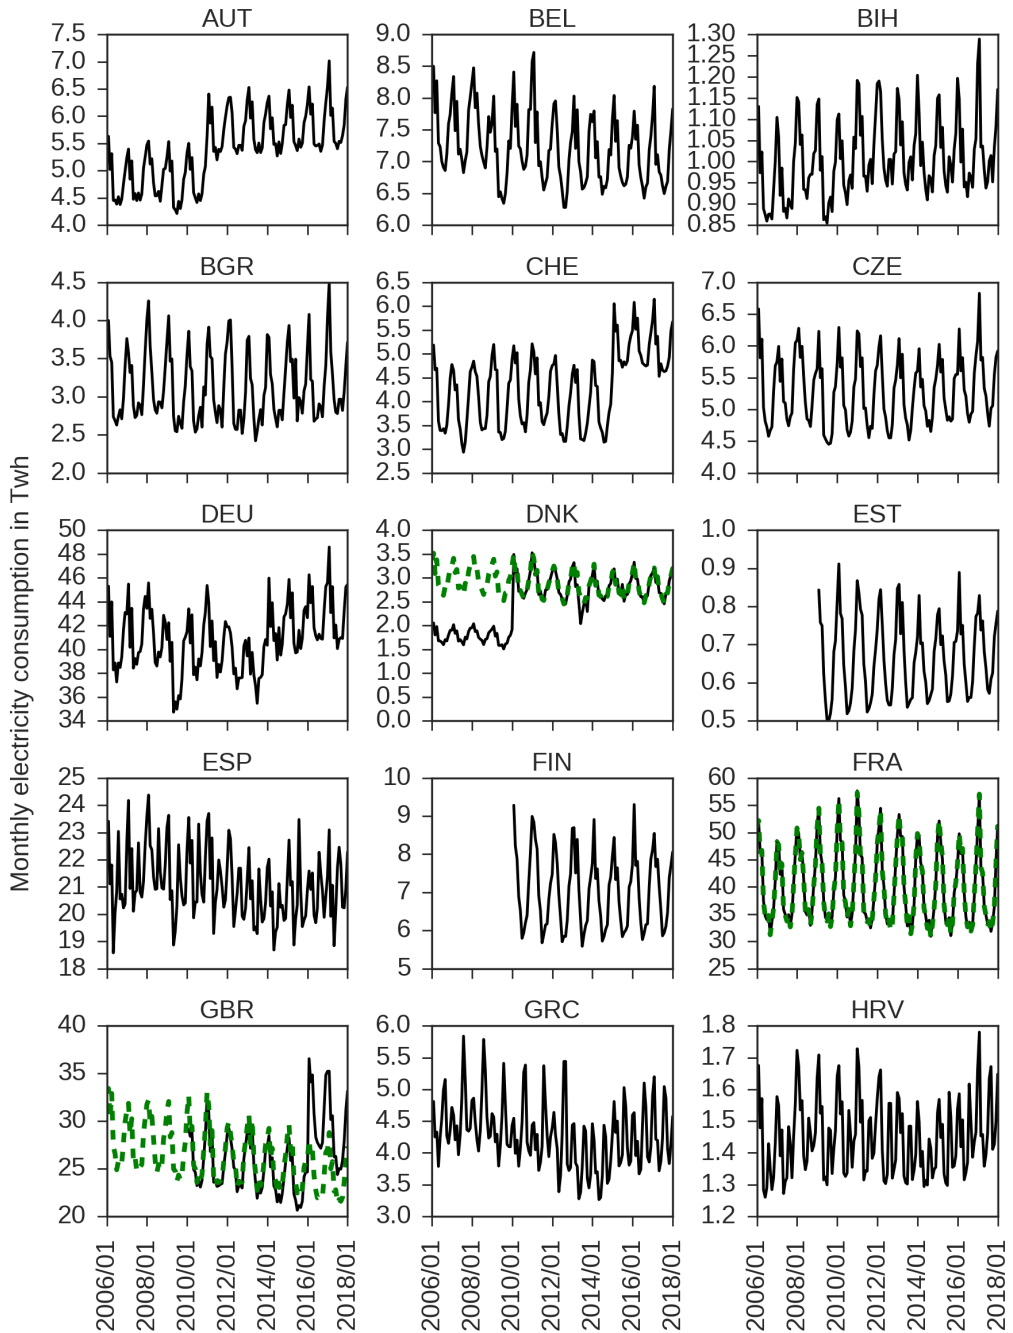 AUT BEL BIH
7.5 7.0 6.5 6.0 5.5 5.0 4.5 4.0
9.0 8.5 8.0 7.5 7.0 6.5 6.0
1.30 1.25 1.20 1.15 1.10 1.05 1.00 0.95 0.90 0.85
BGR CHE CZE
4.5 4.0 3.5 3.0 2.5 2.0
6.5 6.0 5.5 5.0 4.5 4.0 3.5 3.0 2.5
7.0 6.5 6.0 5.5 5.0 4.5 4.0
Monthly electricity consumption in Twh
DEU DNK EST
50 48 46 44 42 40 38 36 34
4.0 3.5 3.0 2.5 2.0 1.5 1.0 0.5 0.0
1.0 0.9 0.8 0.7 0.6 0.5
ESP FIN FRA
25 24 23 22 21 20 19 18
10 9 8 7 6 5
60 55 50 45 40 35 30 25
GBR GRC HRV
40 35 30 25 20
6.0 5.5 5.0 4.5 4.0 3.5 3.0
1.8 1.7 1.6 1.5 1.4 1.3 1.2
2006/01 2008/01 2010/01 2012/01 2014/01 2016/01 2018/01
2006/01 2008/01 2010/01 2012/01 2014/01 2016/01 2018/01
2006/01 2008/01 2010/01 2012/01 2014/01 2016/01 2018/01